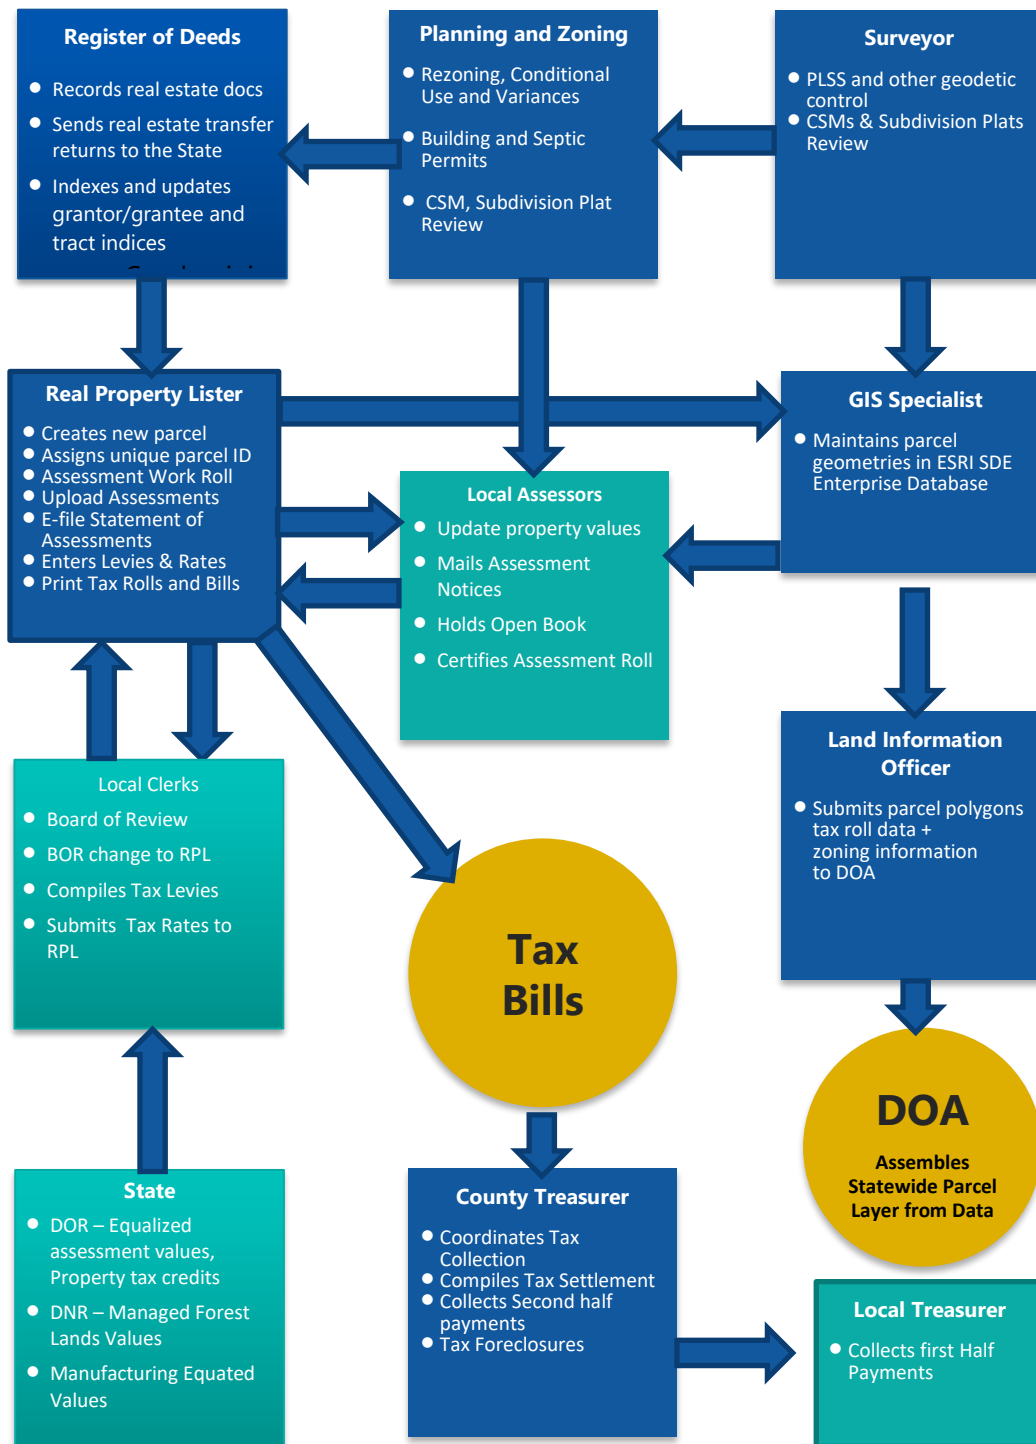 Register of Deeds
Records real estate docs
Sends real estate transfer
returns to the State
Indexes and updates
grantor/grantee and
tract indices
Planning and Zoning
Rezoning, Conditional
Use and Variances
Building and Septic
Permits
CSM, Subdivision Plat
Review
Surveyor
PLSS and other geodetic
control
CSMs & Subdivision Plats
Review
Real Property Lister
Creates new parcel
Assigns unique parcel ID
Assessment Work Roll
Upload Assessments
E-file Statement of
Assessments
Enters Levies & Rates
Print Tax Rolls and Bills
Local Assessors
Update property values
Mails Assessment
Notices
Holds Open Book
Certifies Assessment Roll
GIS Specialist
Maintains parcel
geometries in ESRI SDE
Enterprise Database
Local Clerks
Board of Review
BOR change to RPL
Compiles Tax Levies
Submits Tax Rates to
RPL
Land Information
Officer
Submits parcel polygons
tax roll data +
zoning information
to DOA
Tax
Bills
DOA
Assembles
Statewide Parcel
Layer from Data
State
DOR – Equalized
assessment values,
Property tax credits
DNR – Managed Forest
Lands Values
Manufacturing Equated
Values
County Treasurer
Coordinates Tax
Collection
Compiles Tax Settlement
Collects Second half
payments
Tax Foreclosures
Local Treasurer
Collects first Half
Payments